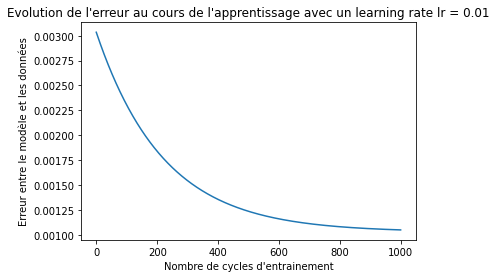 Evolution de l'erreur au cours de l'apprentissage avec un learning rate lr = 0.01
Erreur entre le modèle et les données
0.00300
0.00275
0.00250
0.00225
0.00200
0.00175
0.00150
0.00125
0.00100
0 200 400 600 800 1000
Nombre de cycles d'entrainement